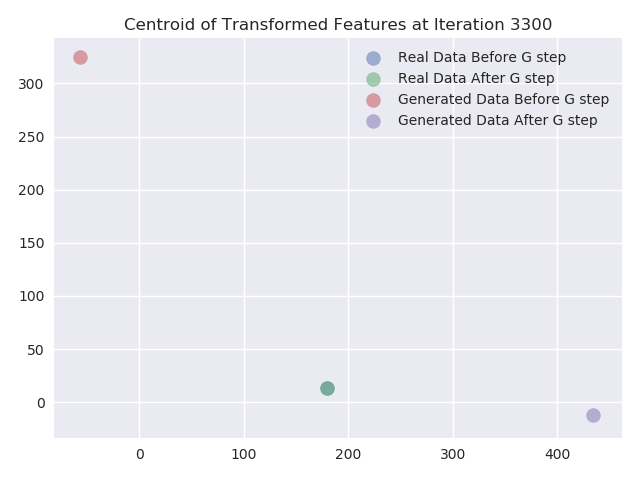 Centroid of Transformed Features at Iteration 3300
Real Data Before G step
Real Data After G step
Generated Data Before G step
Generated Data After G step
300
250
200
150
100
50
0
0 100 200 300 400